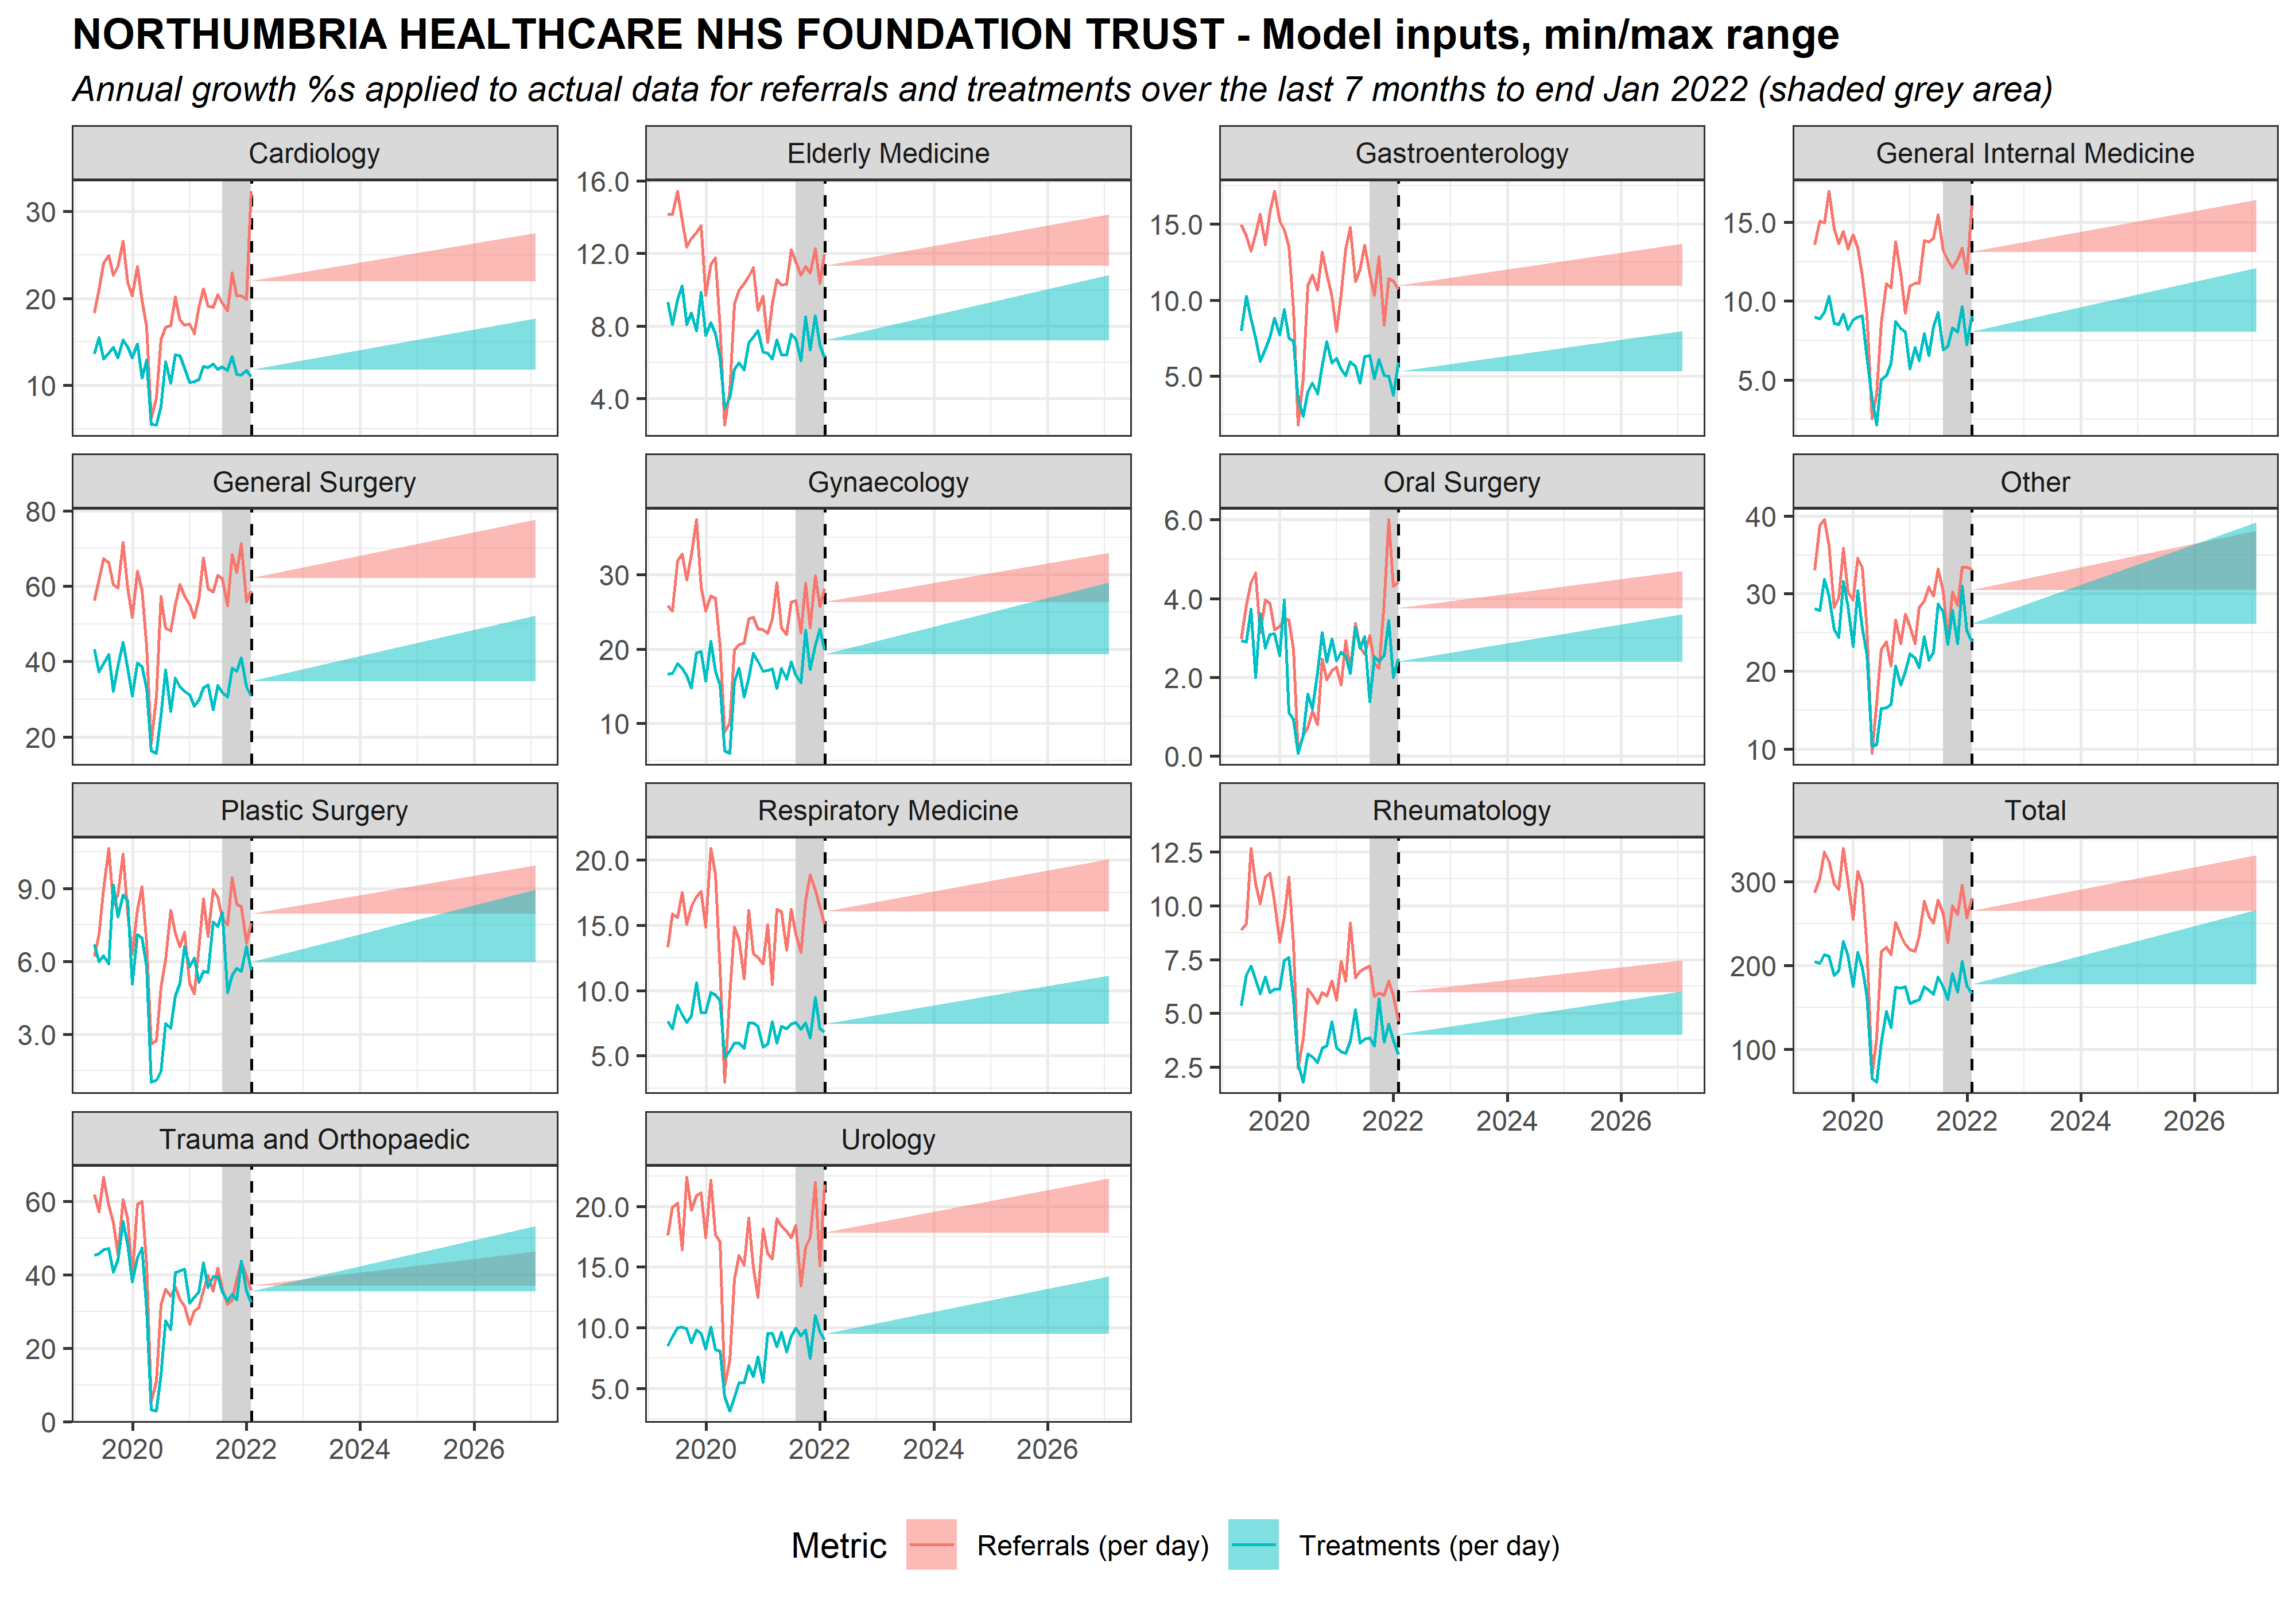 NORTHUMBRIA HEALTHCARE NHS FOUNDATION TRUST - Model inputs, min/max range
Annual growth %s applied to actual data for referrals and treatments over the last 7 months to end Jan 2022 (shaded grey area)
Cardiology
30
20
10
Elderly Medicine
16.0
12.0
8.0
4.0
Gastroenterology
15.0
10.0
5.0
General Internal Medicine
15.0
10.0
5.0
General Surgery
80
60
40
20
Gynaecology
30
20
10
Oral Surgery
6.0
4.0
2.0
0.0
Other
40
30
20
10
Plastic Surgery
9.0
6.0
3.0
Respiratory Medicine
20.0
15.0
10.0
5.0
Rheumatology
12.5
10.0
7.5
5.0
2.5
2020 2022 2024 2026
Total
300
200
100
2020 2022 2024 2026
Trauma and Orthopaedic
60
40
20
0
2020 2022 2024 2026
Urology
20.0
15.0
10.0
5.0
2020 2022 2024 2026
Metric Referrals (per day) Treatments (per day)